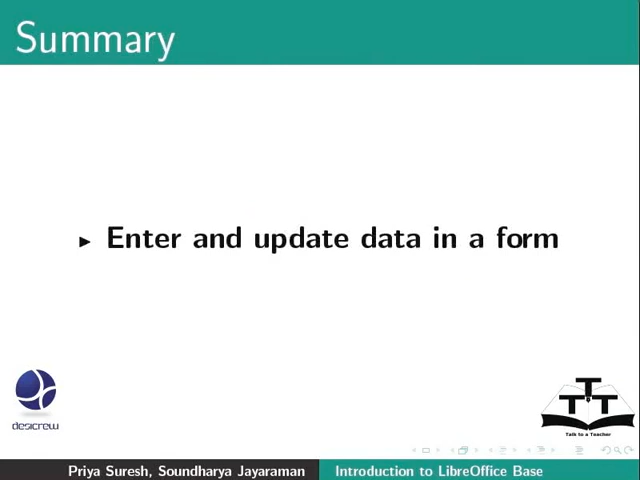 Summary
Enter and update data in a form
desicrew
T
T T
Talk to a Teacher
Priya Suresh, Soundharya Jayaraman Introduction to LibreOffice Base